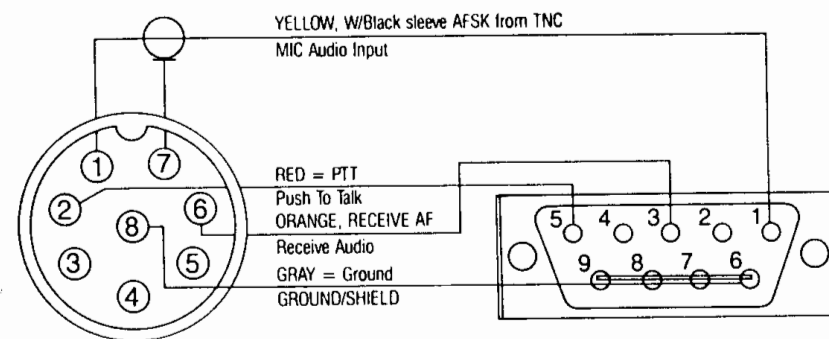 YELLOW, W/Black sleeve AFSK from TNC
MIC Audio Input
1 7
RED = PTT
Push To Talk
2 6
ORANGE, RECEIVE AF
8
Receive Audio
3 5
GRAY = Ground
4
GROUND/SHIELD
5 4 3 2 1
9 8 7 6